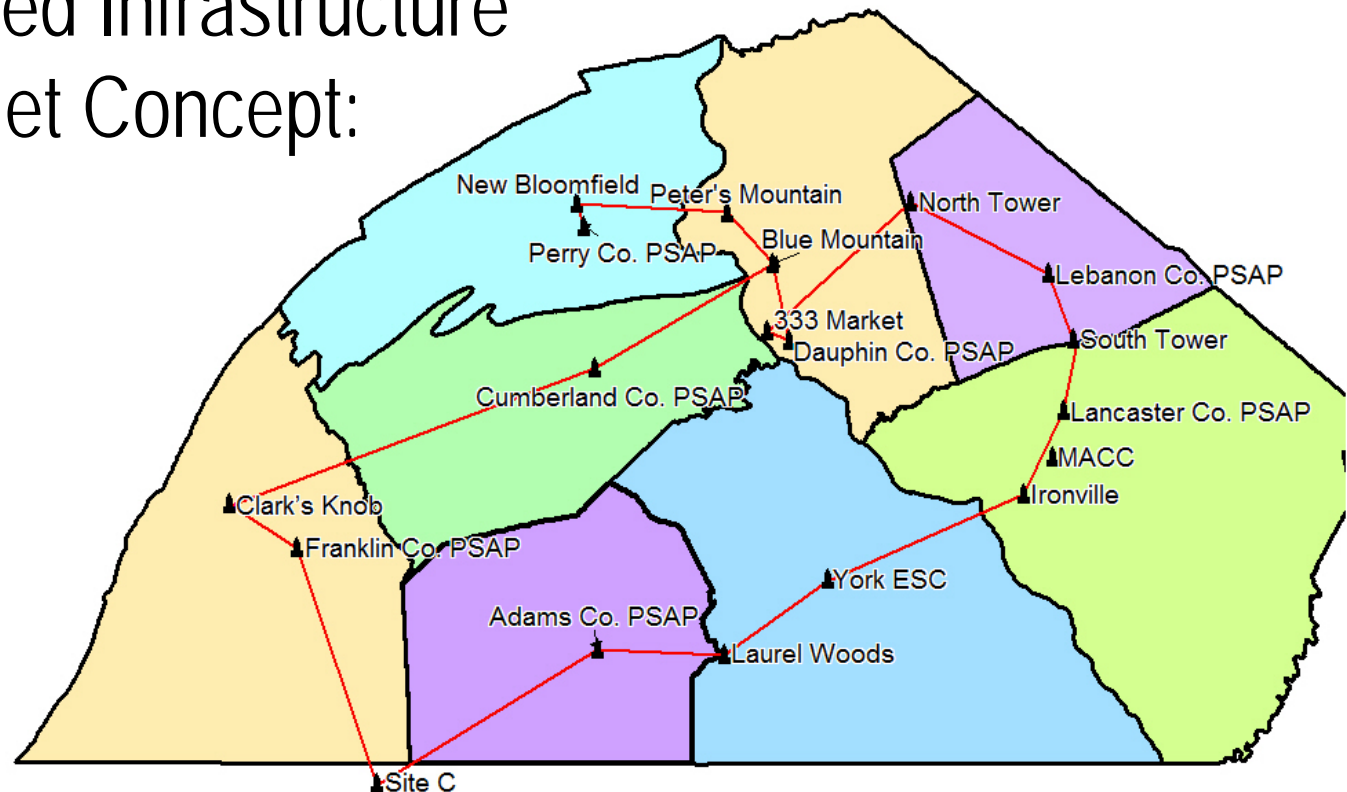 ed Infrastructure
et Concept:
New Bloomfield
Peter's Mountain
North Tower
Perry Co. PSAP
Blue Mountain
Lebanon Co. PSAP
333 Market
Dauphin Co. PSAP
South Tower
Cumberland Co. PSAP
Lancaster Co. PSAP
MACC
Ironville
Clark's Knob
Franklin Co. PSAP
York ESC
Adams Co. PSAP
Laurel Woods
Site C